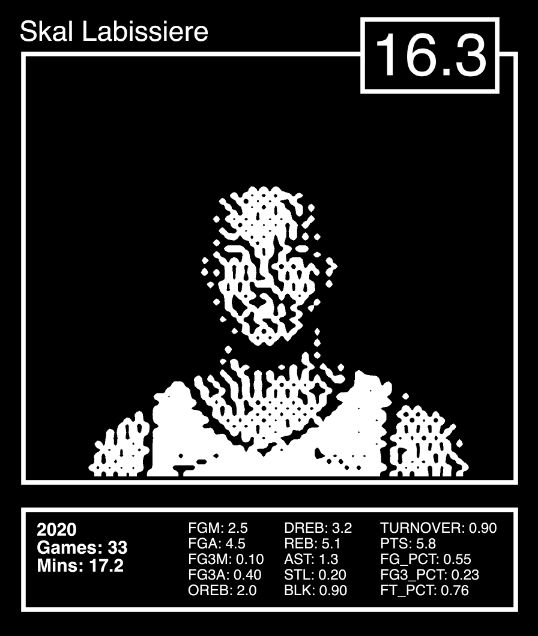 Skal Labissiere
16.3
2020
Games: 33
Mins: 17.2
FGM: 2.5
FGA: 4.5
FG3M: 0.10
FG3A: 0.40
OREB: 2.0
DREB: 3.2
REB: 5.1
AST: 1.3
STL: 0.20
BLK: 0.90
TURNOVER: 0.90
PTS: 5.8
FG_PCT: 0.55
FG3_PCT: 0.23
FT_PCT: 0.76